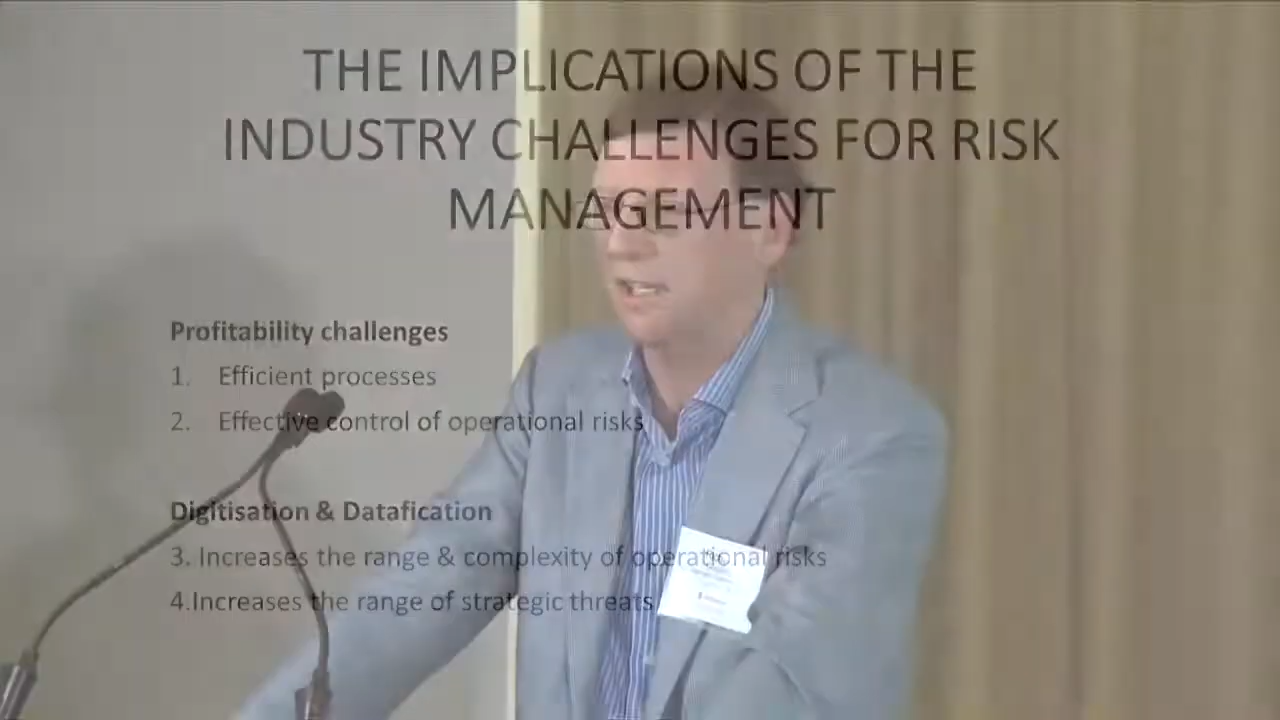 THE IMPLICATIONS OF THE
INDUSTRY CHALLENGES FOR RISK
MANAGEMENT
Profitability challenges
1. Efficient processes
2. Effective control of operational risks
Digitisation & Datafication
3. Increases the range & complexity of operational risks
4.Increases the range of strategic threats